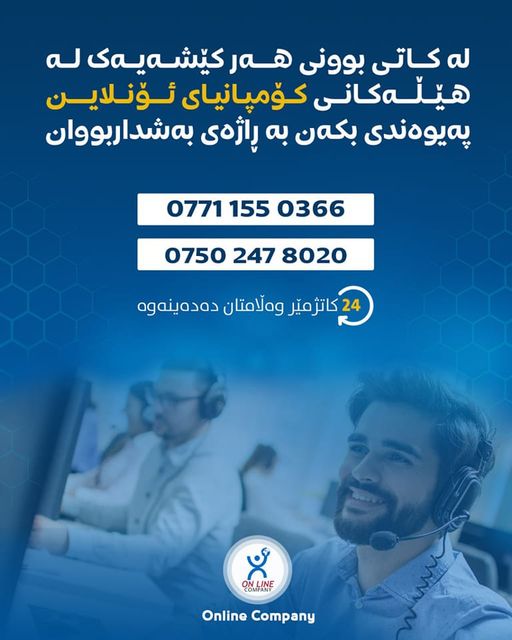 لە کاتی بوونی هەر کێشەیەک لە
هێڵەکانی کۆمپانیای ئۆنلاین
پەیوەندی بکەن بە ڕاژەی بەشداربووان
0771 155 0366
0750 247 8020
24 کاتژمێر وەڵامتان دەدەینەوە
ON LINE
COMPANY
Online Company